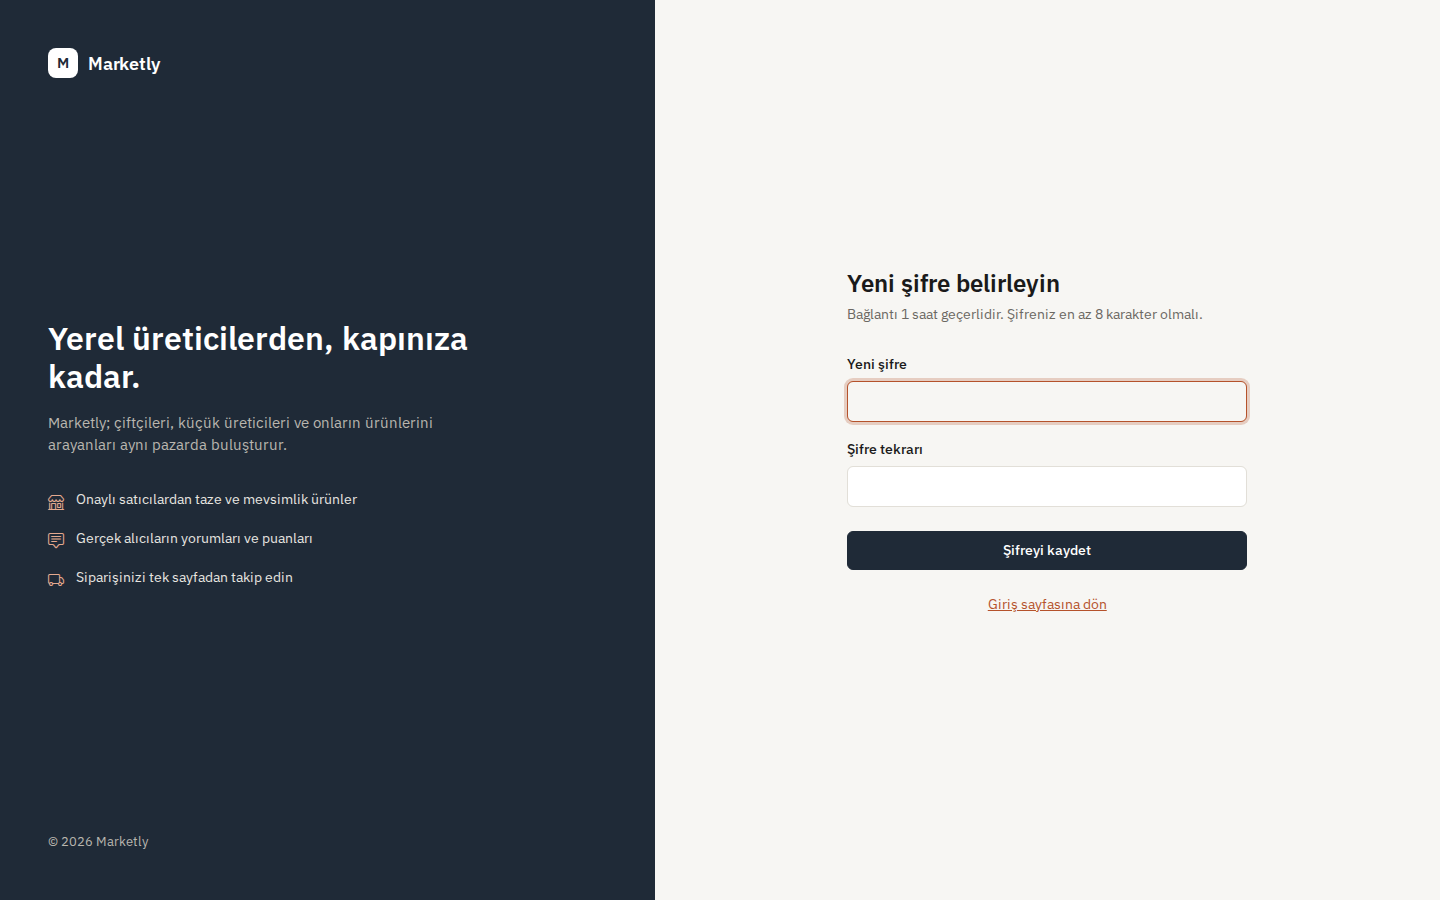 M Marketly
Yerel üreticilerden, kapınıza
kadar.
Marketly; çiftçileri, küçük üreticileri ve onların ürünlerini
arayanları aynı pazarda buluşturur.
Onaylı satıcılardan taze ve mevsimlik ürünler
Gerçek alıcıların yorumları ve puanları
Siparişinizi tek sayfadan takip edin
© 2026 Marketly
Yeni şifre belirleyin
Bağlantı 1 saat geçerlidir. Şifreniz en az 8 karakter olmalı.
Yeni şifre
Şifre tekrarı
Şifreyi kaydet
Giriş sayfasına dön